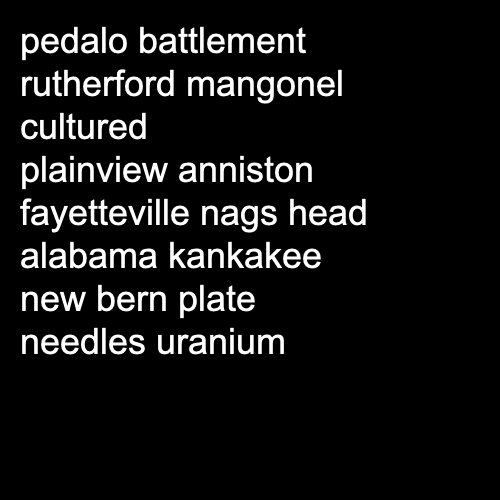 pedalo battlement
rutherford mangonel
cultured
plainview anniston
fayetteville nags head
alabama kankakee
new bern plate
needles uranium